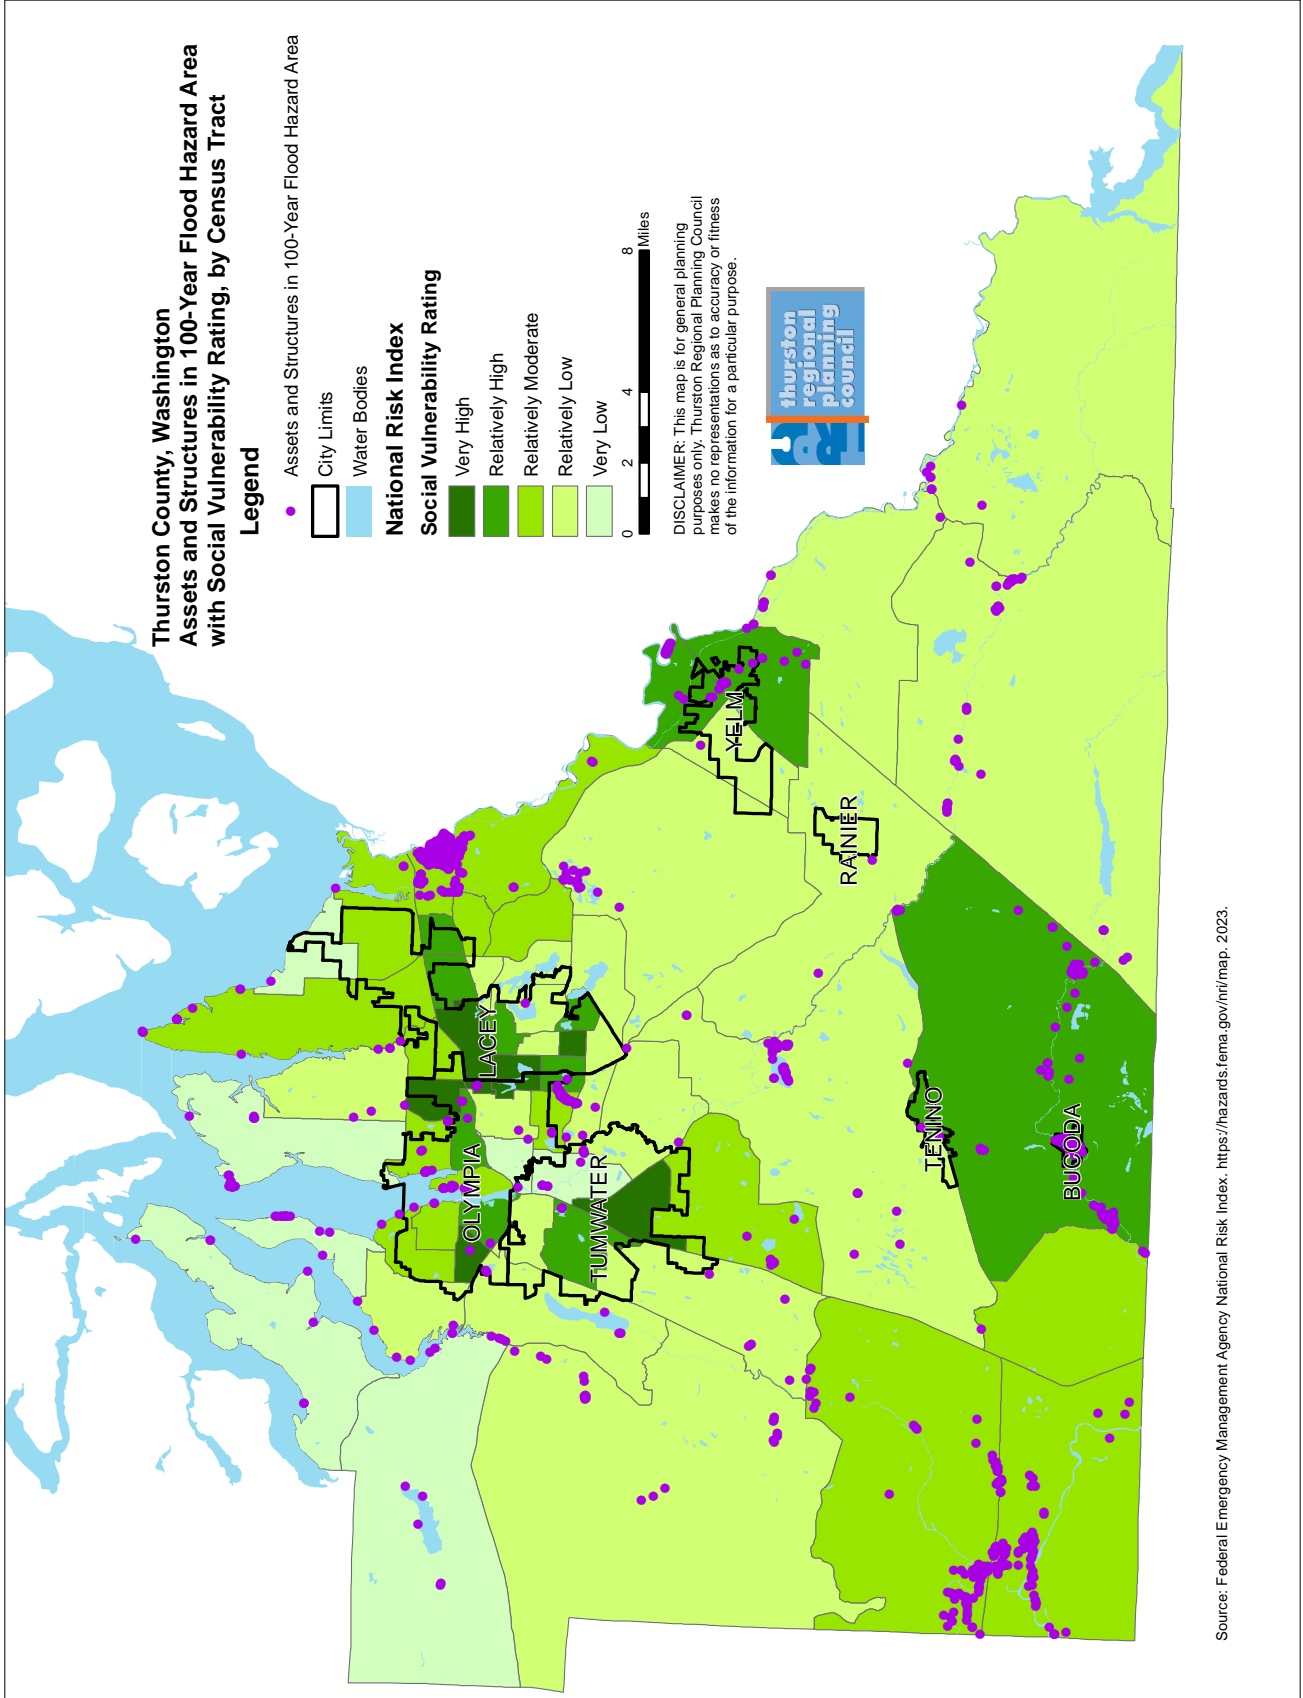 Thurston County, Washington
Assets and Structures in 100-Year Flood Hazard Area
with Social Vulnerability Rating, by Census Tract
Legend
Assets and Structures in 100-Year Flood Hazard Area
City Limits
Water Bodies
National Risk Index
Social Vulnerability Rating
Very High
Relatively High
Relatively Moderate
Relatively Low
Very Low
0 2 4 8
Miles
DISCLAIMER: This map is for general planning
purposes only. Thurston Regional Planning Council
makes no representations as to accuracy or fitness
of the information for a particular purpose.
TRPC
thurston
regional
planning
council
LACEY
OLYMPIA
TUMWATER
YELM
RAINIER
TENINO
BUCODA
Source: Federal Emergency Management Agency National Risk Index. https://hazards.fema.gov/nri/map. 2023.